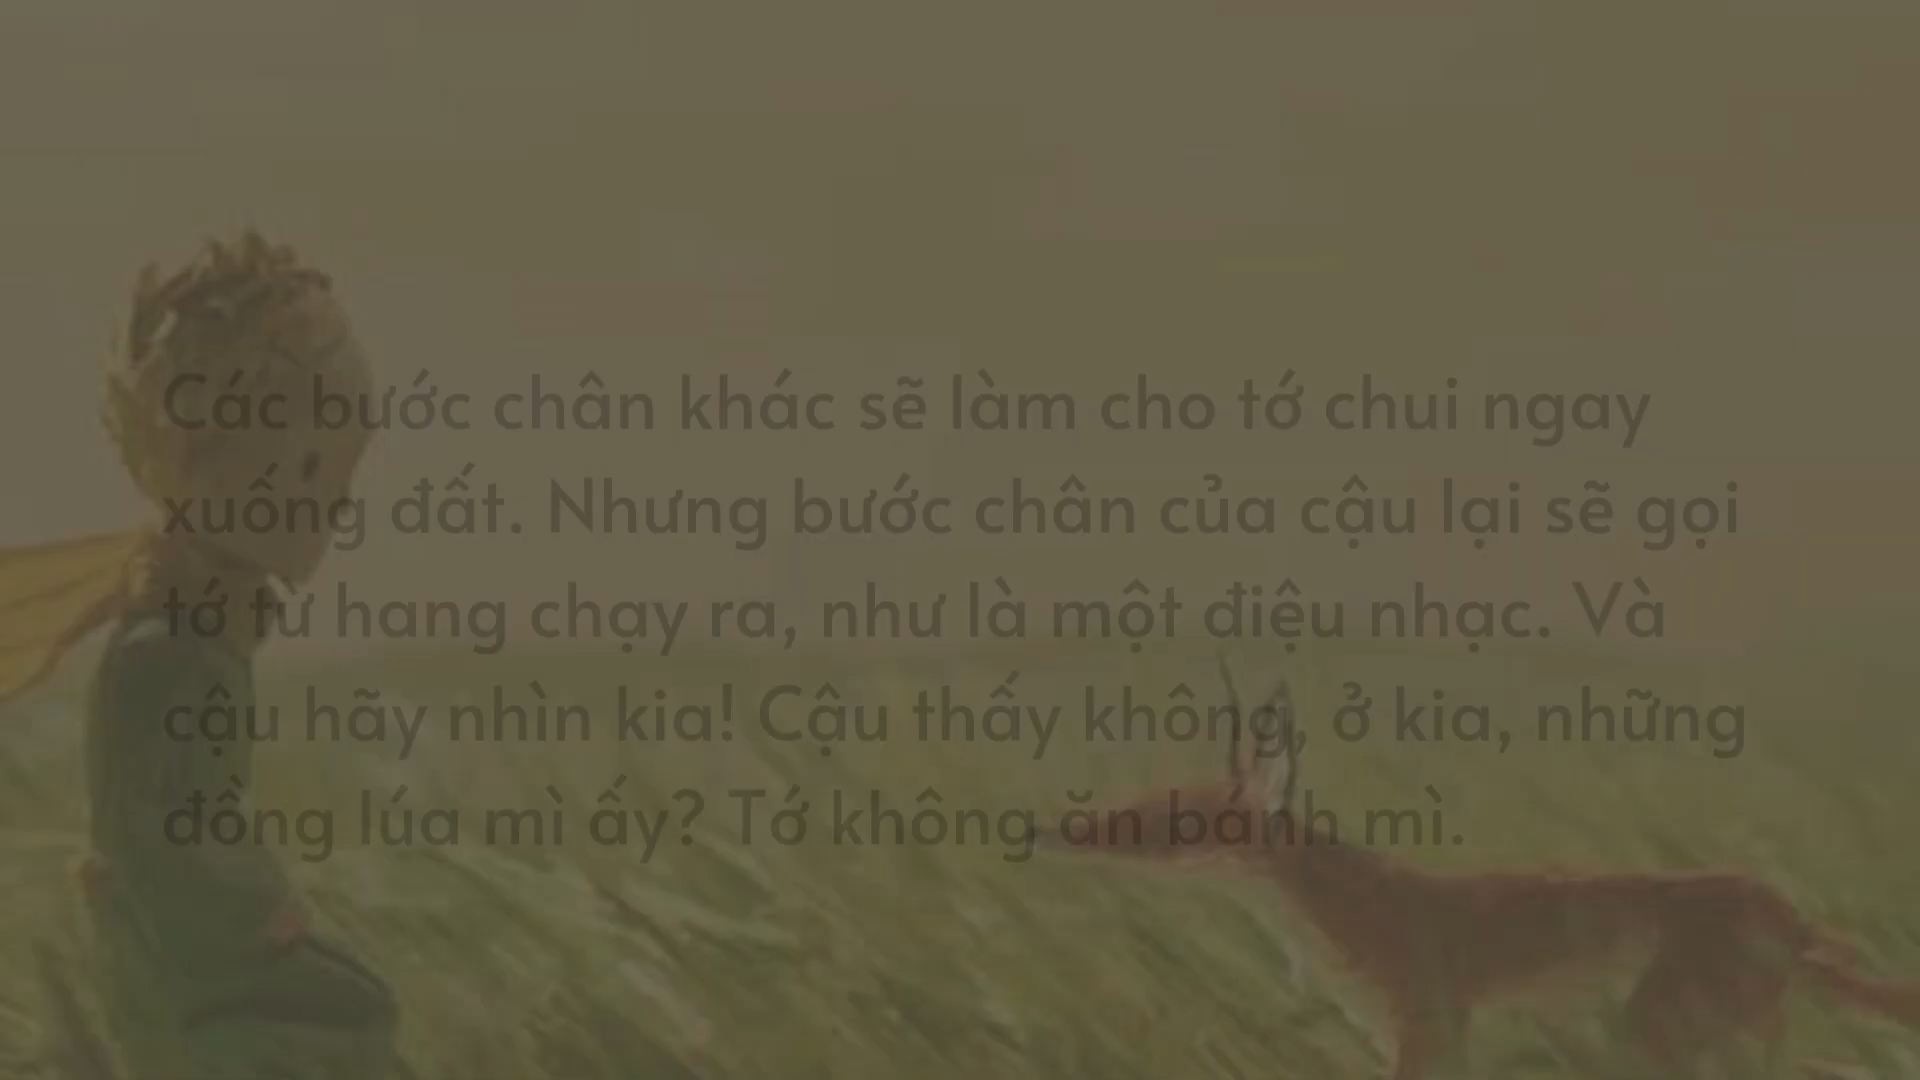 Các bước chân khác sẽ làm cho tớ chui ngay
xuống đất. Nhưng bước chân của cậu lại sẽ gọi
tớ từ hang chạy ra, như là một điệu nhạc. Và
cậu hãy nhìn kia! Cậu thấy không, ở kia, những
đồng lúa mì ấy? Tớ không ăn bánh mì.